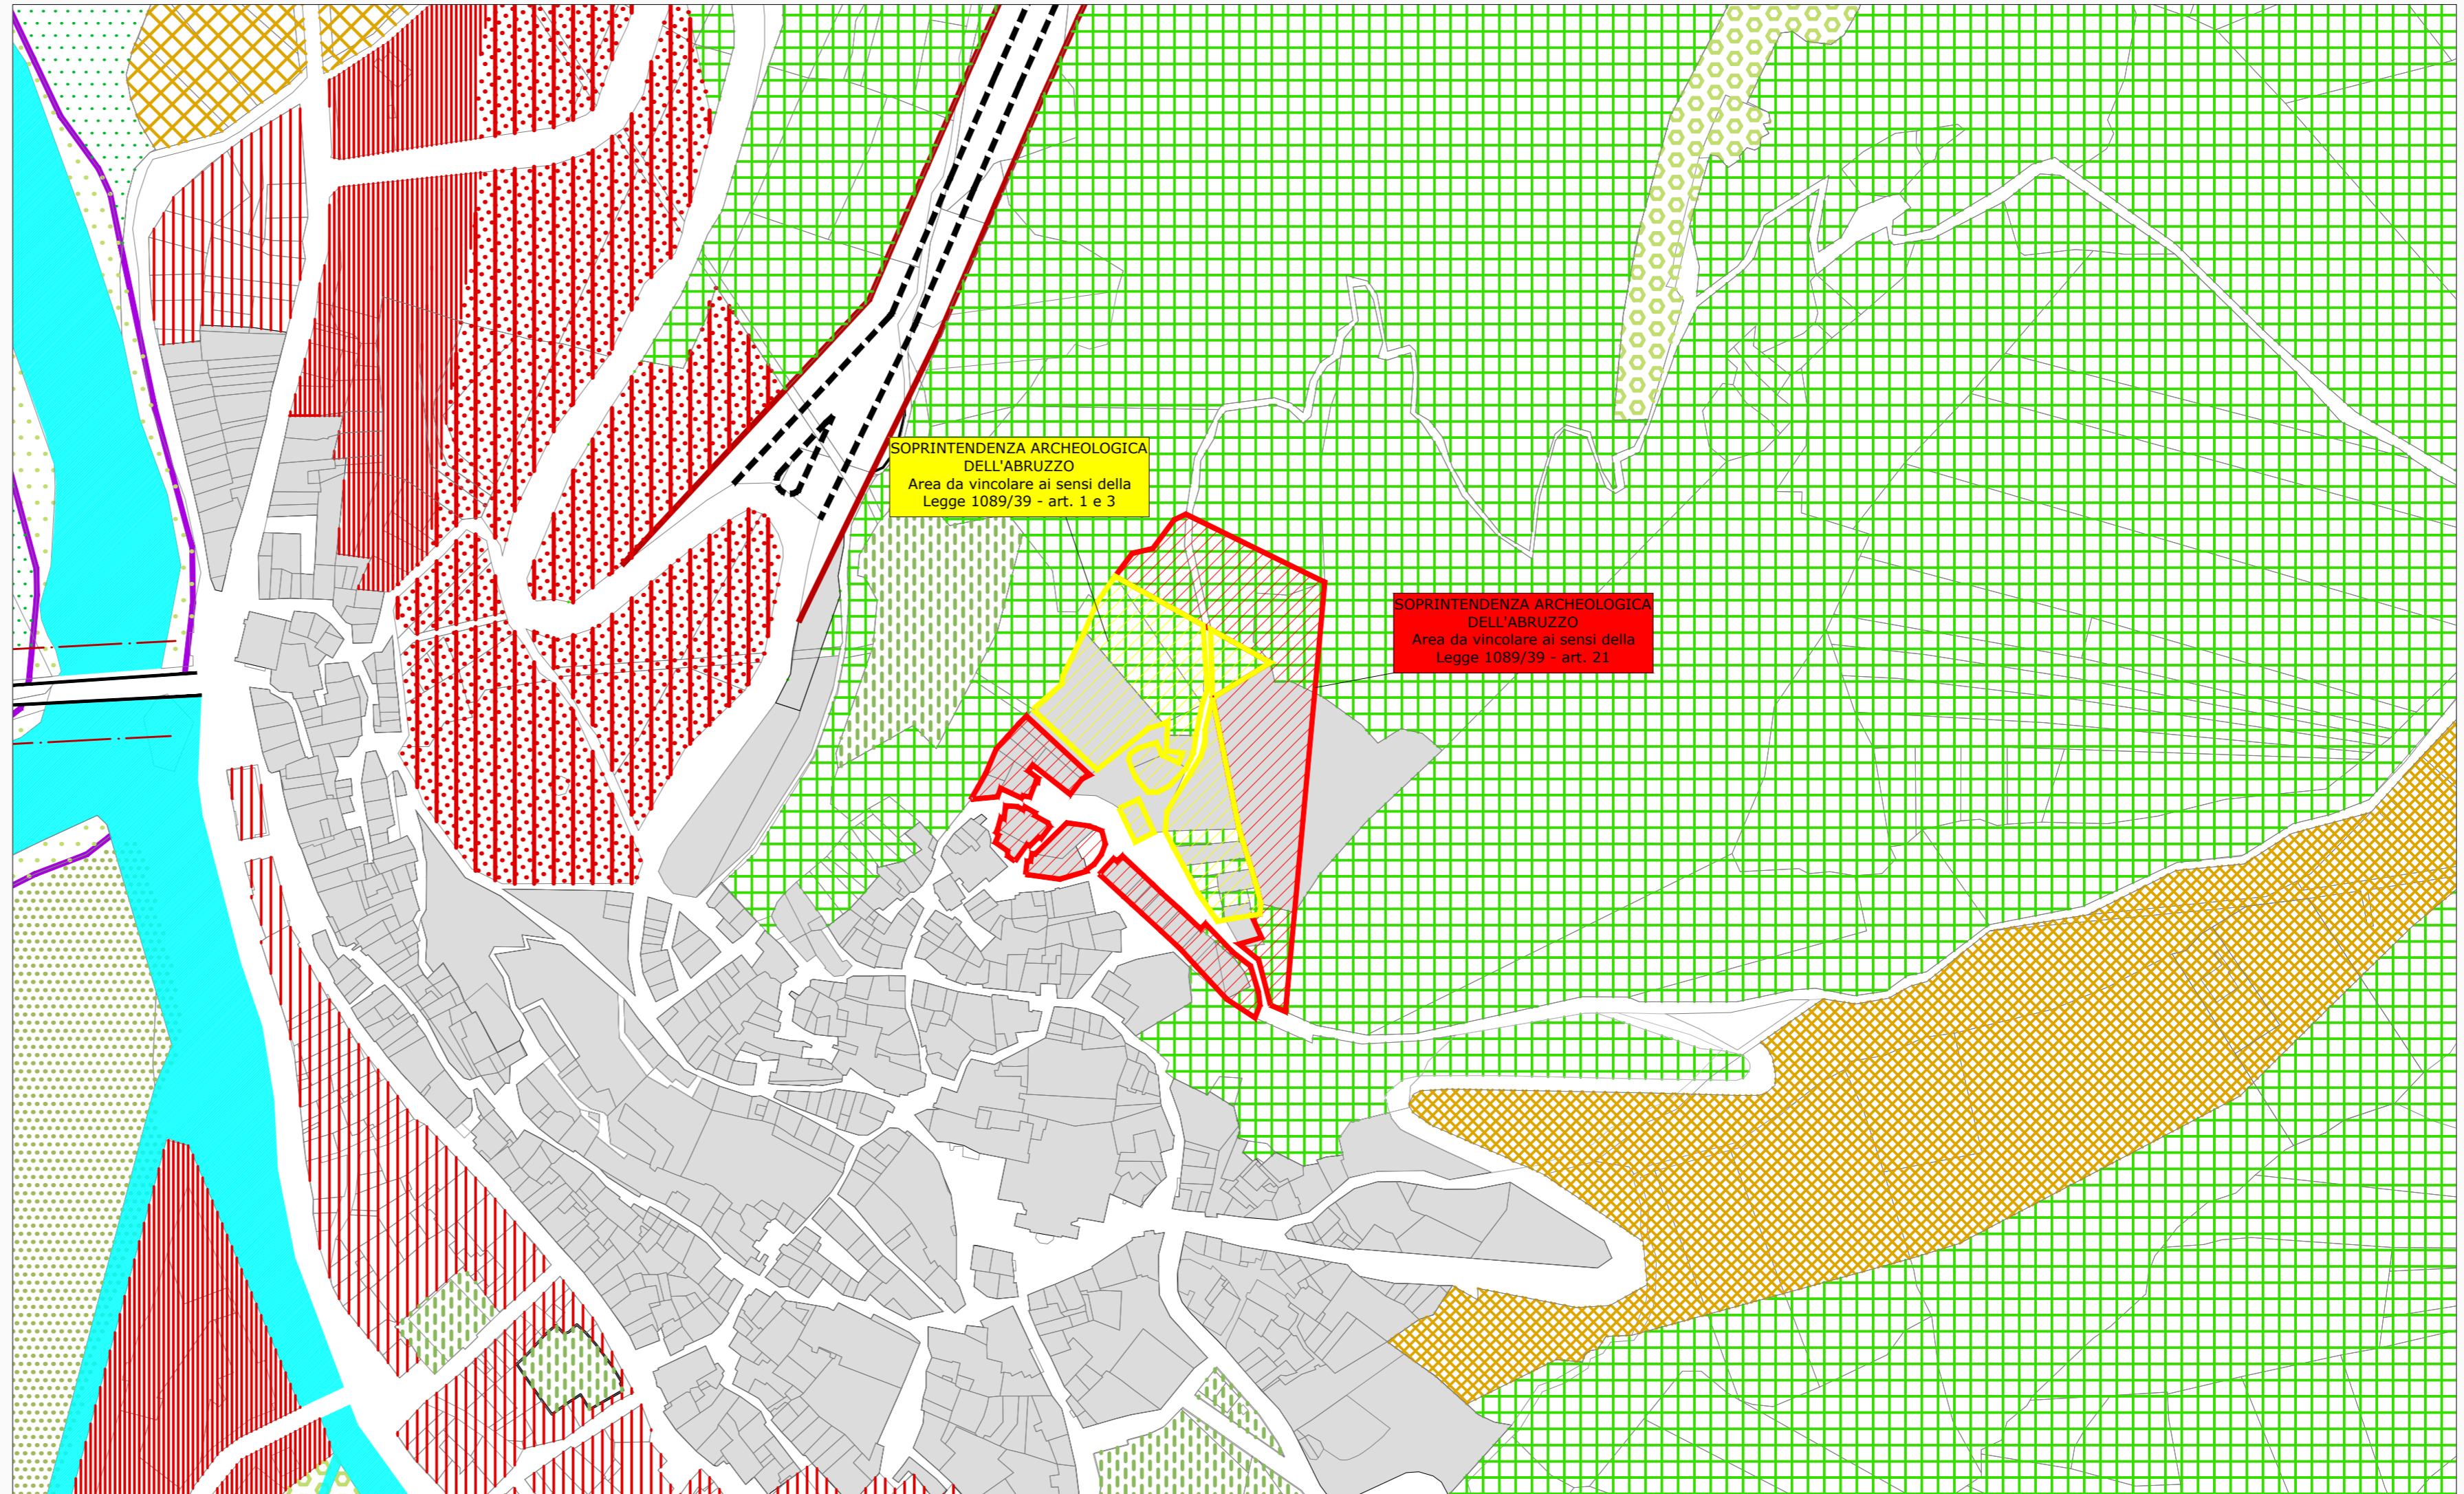 SOPRINTENDENZA ARCHEOLOGICA
DELL'ABRUZZO
Area da vincolare ai sensi della
Legge 1089/39 - art. 1 e 3
SOPRINTENDENZA ARCHEOLOGICA
DELL'ABRUZZO
Area da vincolare ai sensi della
Legge 1089/39 - art. 21